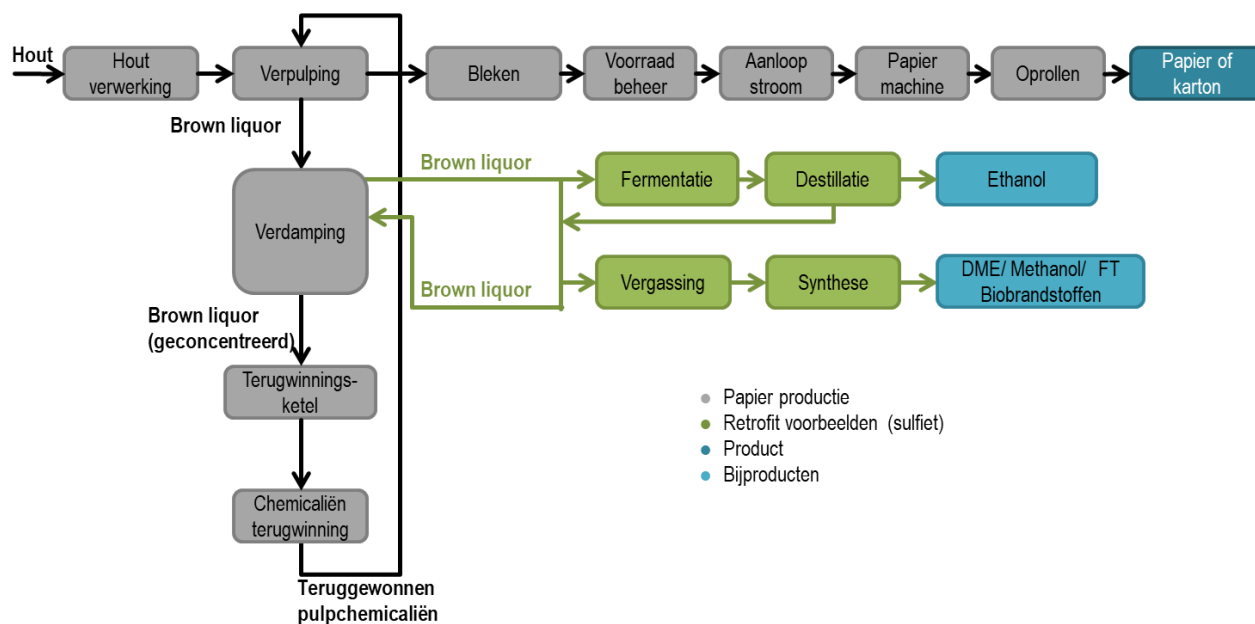 Hout
Hout
verwerking
Verpulping
Bleken
Voorraad
beheer
Aanloop
stroom
Papier
machine
Oprollen
Papier of
karton
Brown liquor
Brown liquor
Fermentatie
Destillatie
Ethanol
Verdamping
Brown liquor
Vergassing
Synthese
DME/ Methanol/ FT
Biobrandstoffen
Brown liquor
(geconcentreerd)
Terugwinnings-
ketel
Papier productie
Retrofit voorbeelden (sulfiet)
Product
Bijproducten
Chemicaliën
terugwinning
Teruggewonnen
pulpchemicaliën